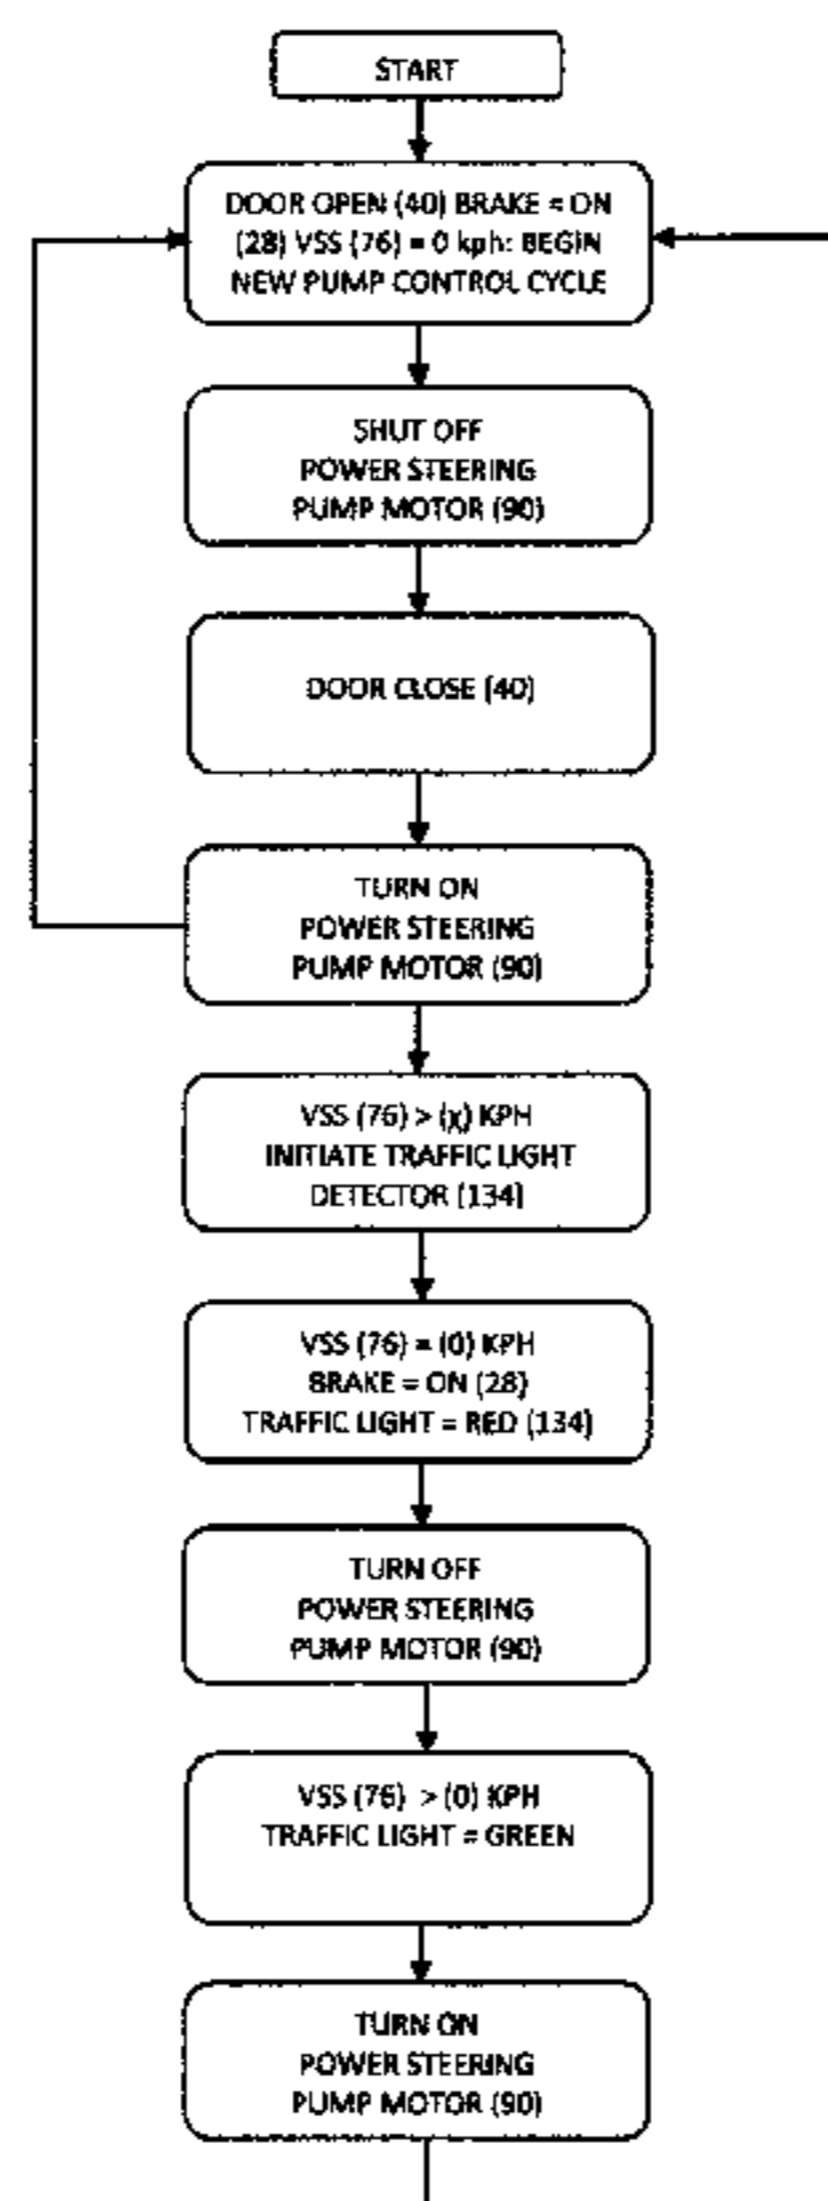 START
DOOR OPEN (40) BRAKE = ON
(28) VSS (76) = 0 kph: BEGIN
NEW PUMP CONTROL CYCLE
SHUT OFF
POWER STEERING
PUMP MOTOR (90)
DOOR CLOSE (40)
TURN ON
POWER STEERING
PUMP MOTOR (90)
VSS (76) > (χ) KPH
INITIATE TRAFFIC LIGHT
DETECTOR (134)
VSS (76) = (0) KPH
BRAKE = ON (28)
TRAFFIC LIGHT = RED (134)
TURN OFF
POWER STEERING
PUMP MOTOR (90)
VSS (76) > (0) KPH
TRAFFIC LIGHT = GREEN
TURN ON
POWER STEERING
PUMP MOTOR (90)